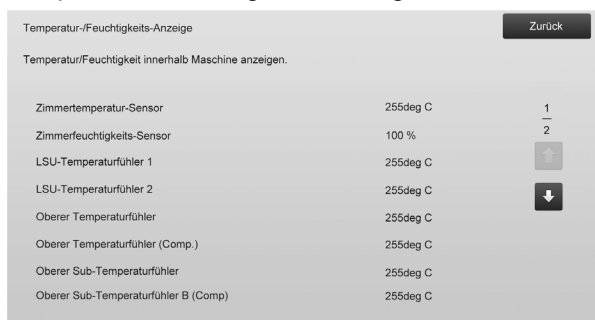 Temperatur-/Feuchtigkeits-Anzeige Zurück
Temperatur/Feuchtigkeit innerhalb Maschine anzeigen.
Zimmertemperatur-Sensor 255deg C 1
Zimmerfeuchtigkeits-Sensor 100 % 2
LSU-Temperaturfühler 1 255deg C
LSU-Temperaturfühler 2 255deg C
Oberer Temperaturfühler 255deg C
Oberer Temperaturfühler (Comp.) 255deg C
Oberer Sub-Temperaturfühler 255deg C
Oberer Sub-Temperaturfühler B (Comp) 255deg C